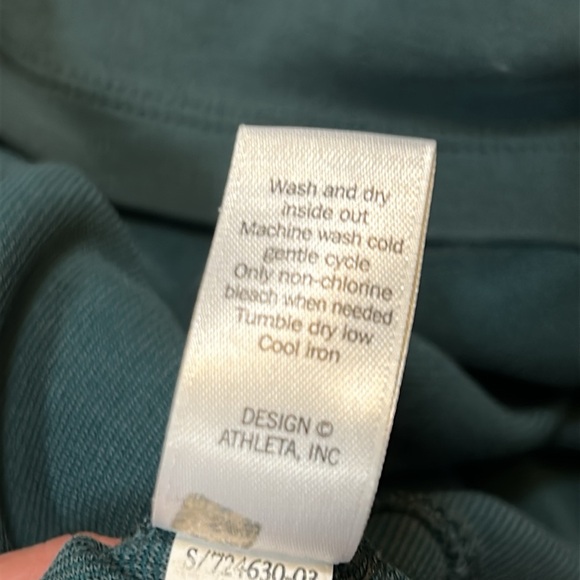 Wash and dry
inside out
Machine wash cold
gentle cycle
Only non-chlorine
bleach when needed
Tumble dry low
Cool iron
DESIGN ©
ATHLETA, INC
S/724630-03